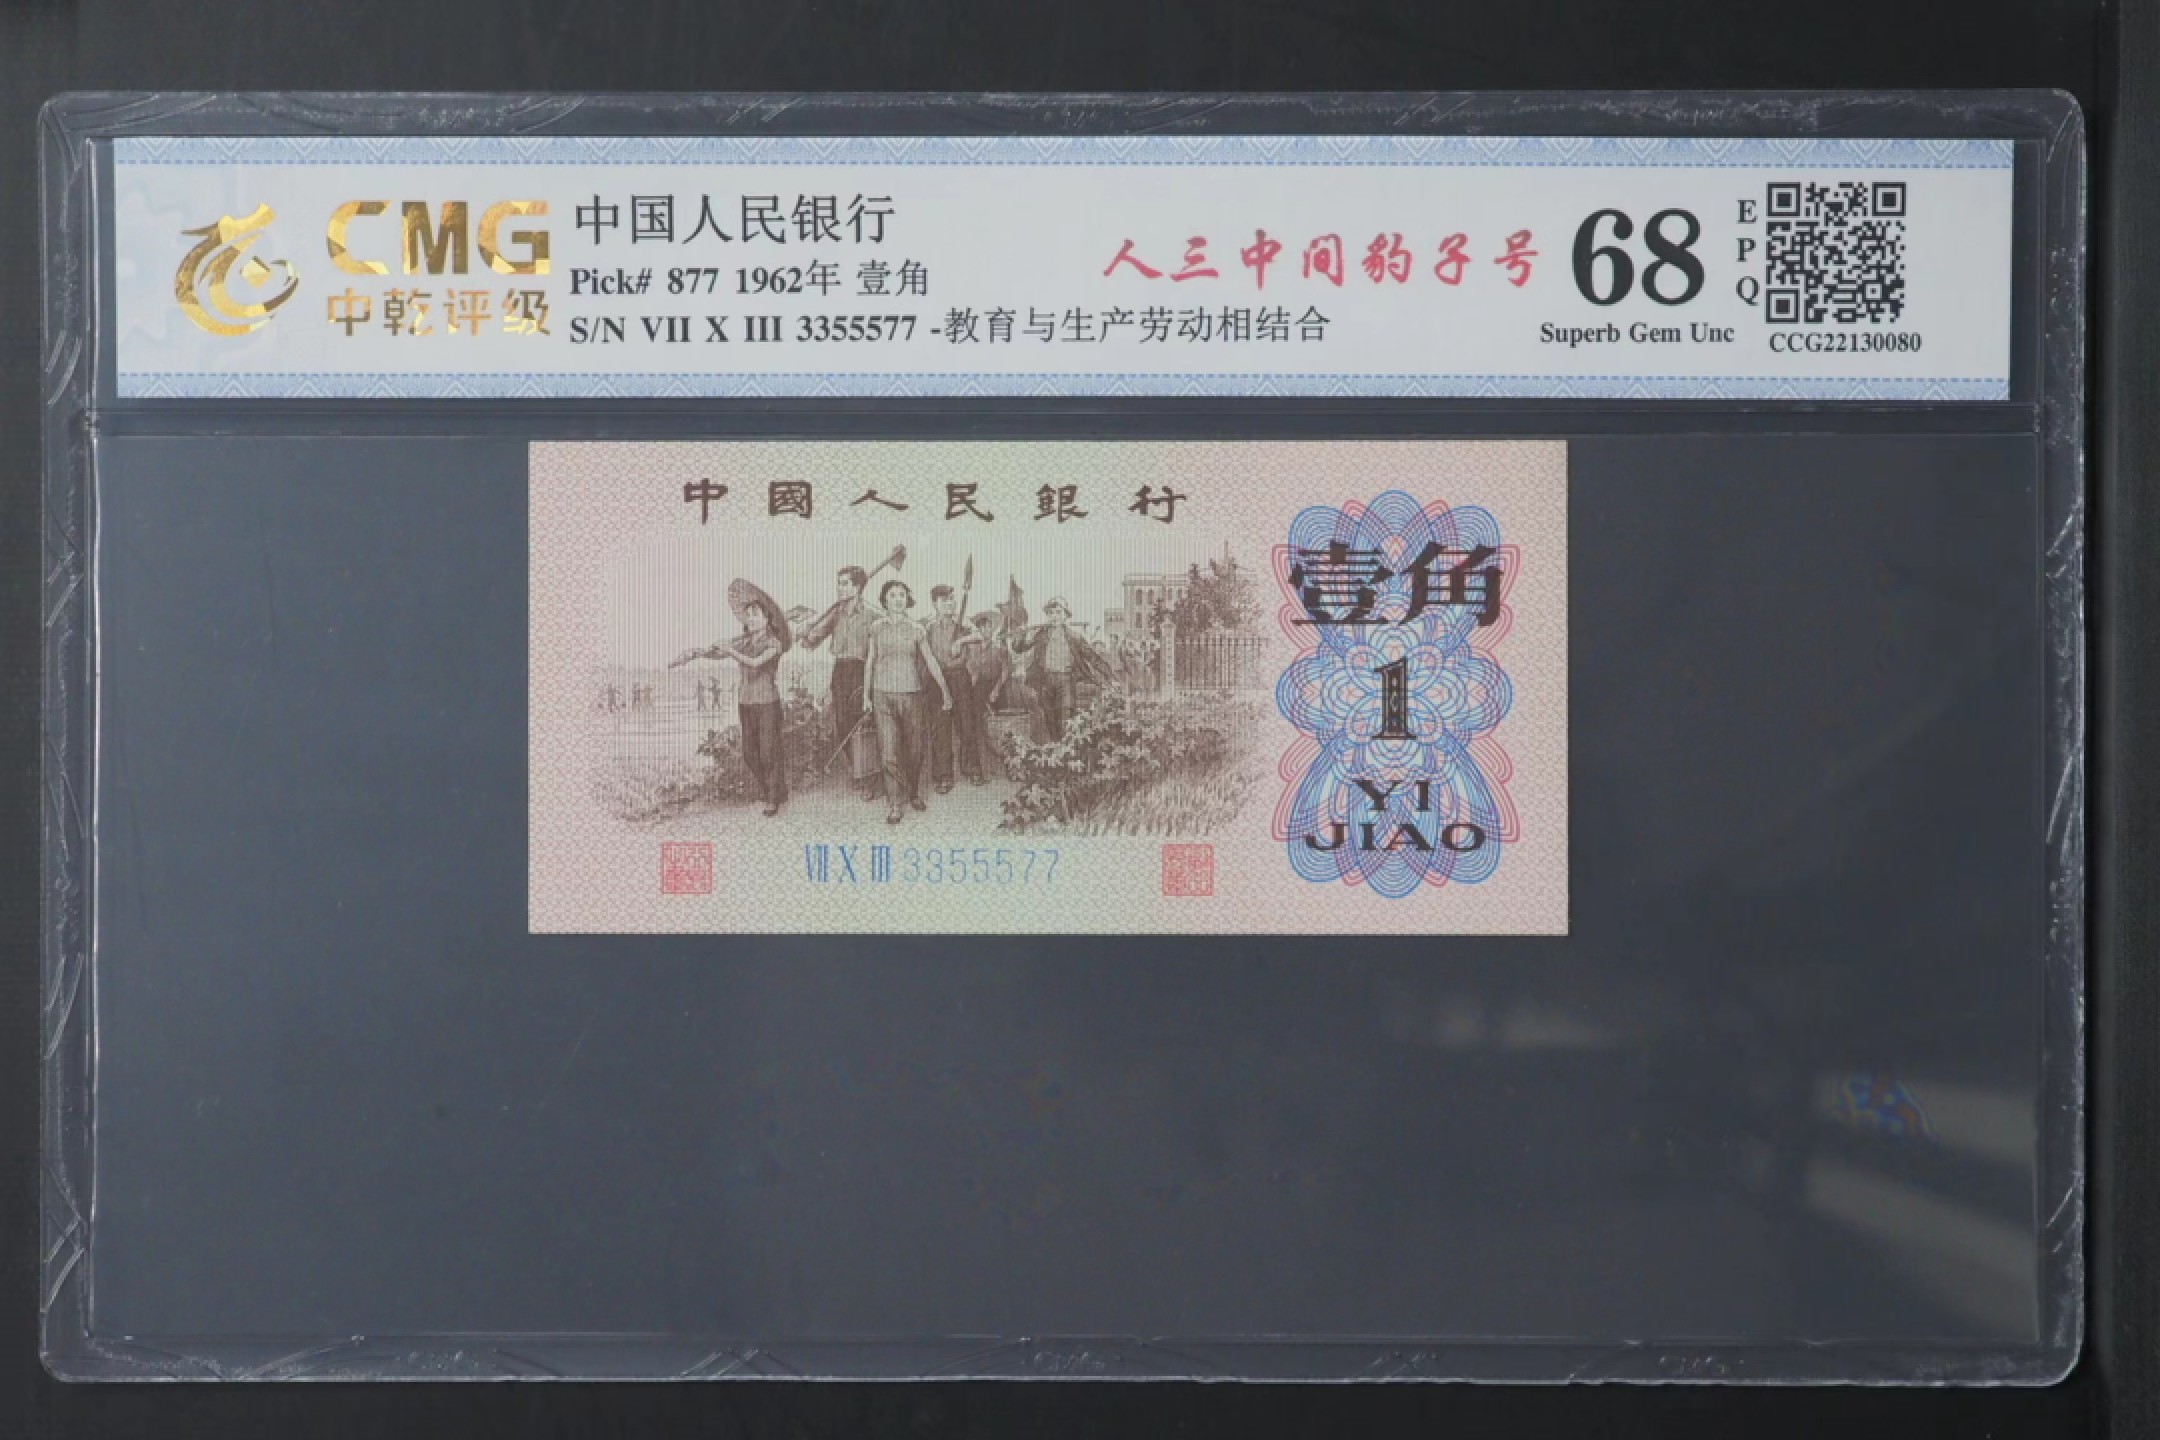 CMG
中乾评级
中国人民银行
Pick# 877 1962年 壹角
S/N VII X III 3355577 -教育与生产劳动相结合
人三中间豹子号
68
EPQ
Superb Gem Unc
CCG22130080
中國人民銀行
壹角
1
YI
JIAO
VII X III 3355577